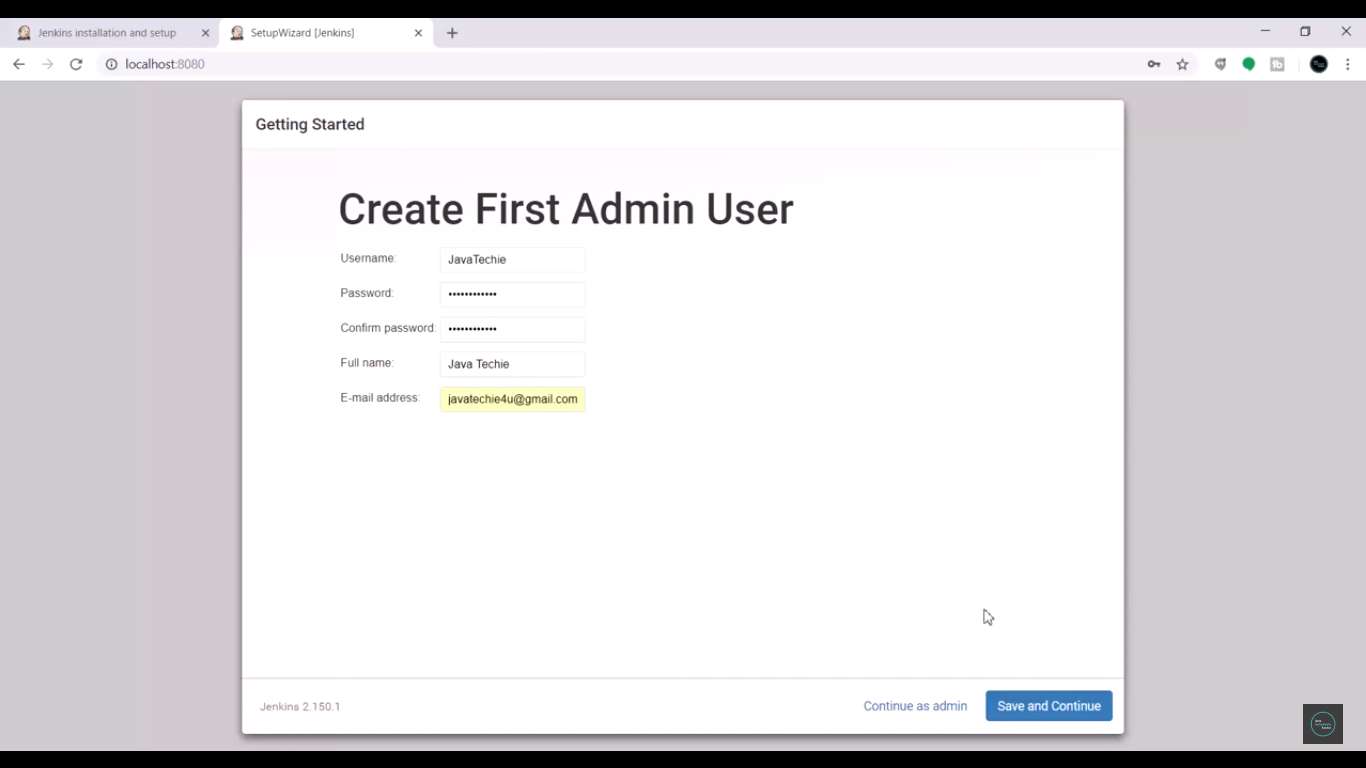 Jenkins installation and setup
SetupWizard [Jenkins]
localhost:8080
Getting Started
Create First Admin User
Username: JavaTechie
Password: ••••••••••••
Confirm password: ••••••••••••
Full name: Java Techie
E-mail address: javatechie4u@gmail.com
Jenkins 2.150.1
Continue as admin
Save and Continue